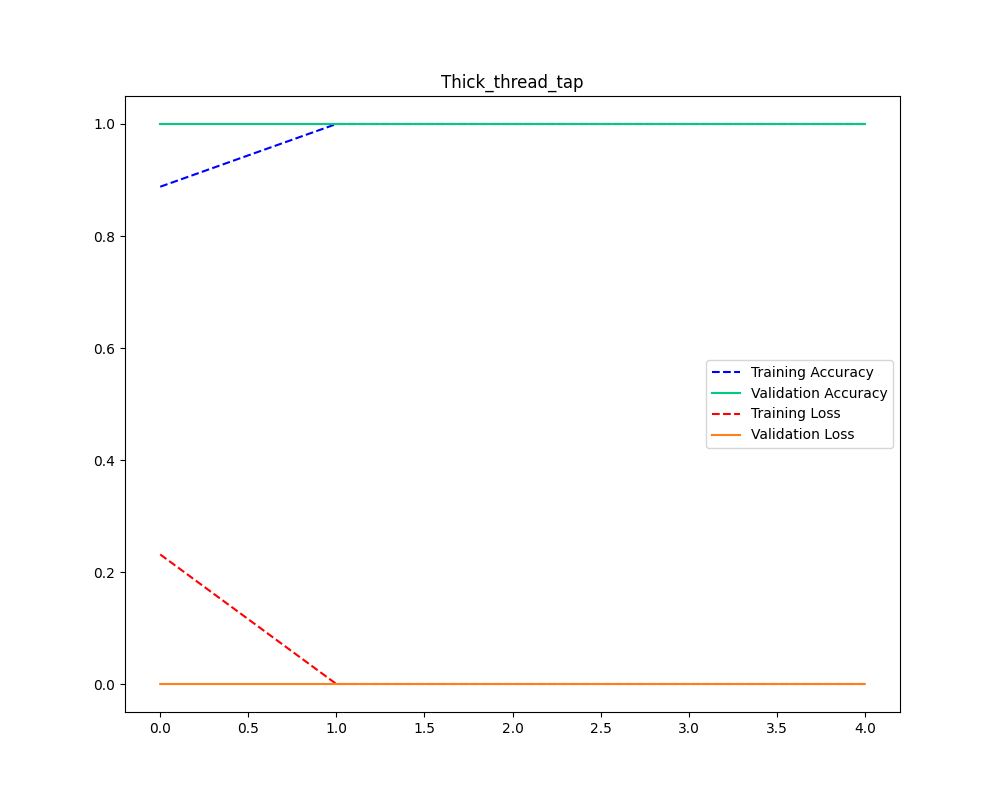 Thick_thread_tap
1.0
0.8
0.6
0.4
0.2
0.0
Training Accuracy
Validation Accuracy
Training Loss
Validation Loss
0.0 0.5 1.0 1.5 2.0 2.5 3.0 3.5 4.0